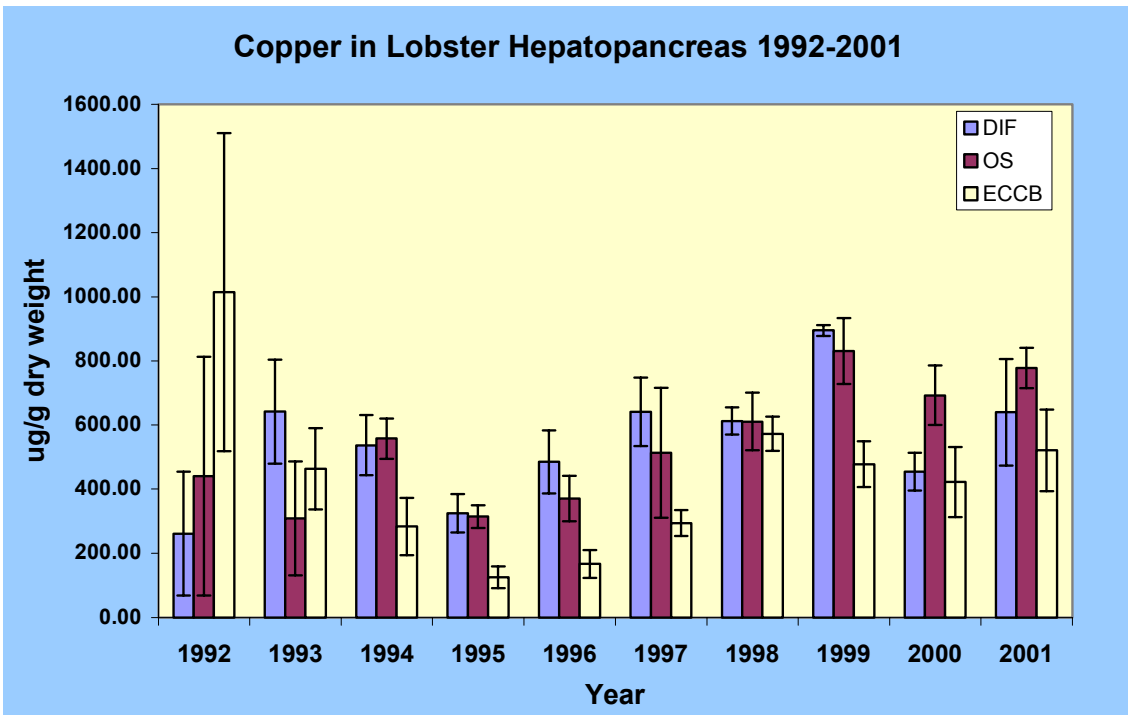 Copper in Lobster Hepatopancreas 1992-2001
1600.00
1400.00
1200.00
1000.00
800.00
600.00
400.00
200.00
0.00
ug/g dry weight
DIF
OS
ECCB
1992 1993 1994 1995 1996 1997 1998 1999 2000 2001
Year